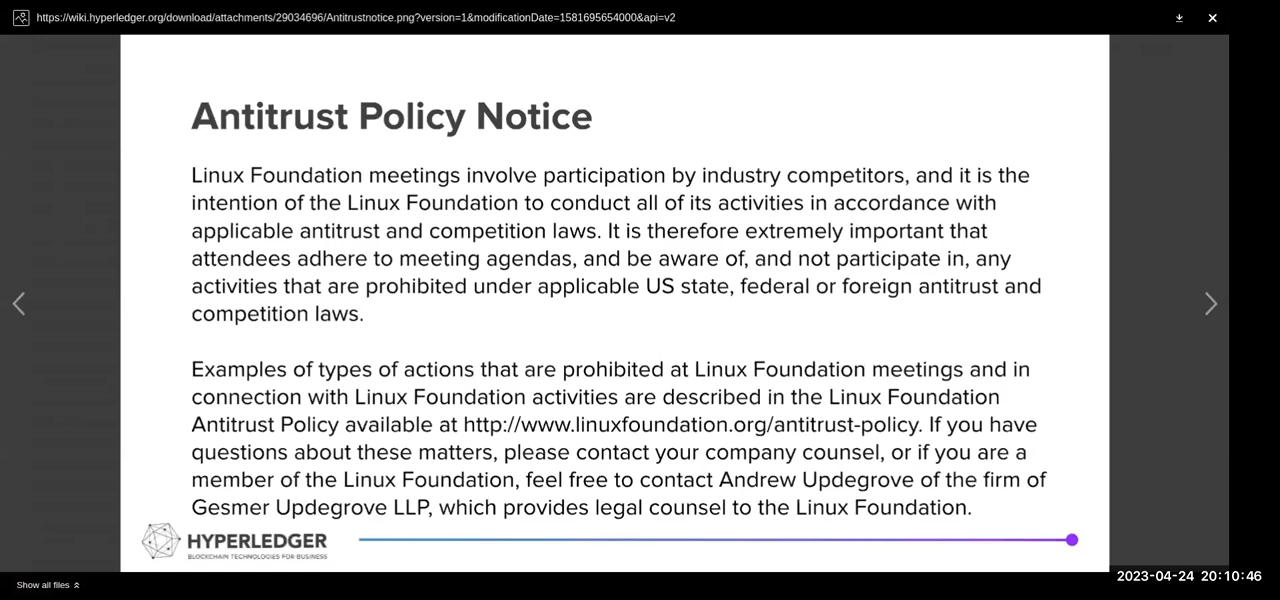 https://wiki.hyperledger.org/download/attachments/29034696/Antitrustnotice.png?version=1&modificationDate=1581695654000&api=v2
Antitrust Policy Notice
Linux Foundation meetings involve participation by industry competitors, and it is the
intention of the Linux Foundation to conduct all of its activities in accordance with
applicable antitrust and competition laws. It is therefore extremely important that
attendees adhere to meeting agendas, and be aware of, and not participate in, any
activities that are prohibited under applicable US state, federal or foreign antitrust and
competition laws.
Examples of types of actions that are prohibited at Linux Foundation meetings and in
connection with Linux Foundation activities are described in the Linux Foundation
Antitrust Policy available at http://www.linuxfoundation.org/antitrust-policy. If you have
questions about these matters, please contact your company counsel, or if you are a
member of the Linux Foundation, feel free to contact Andrew Updegrove of the firm of
Gesmer Updegrove LLP, which provides legal counsel to the Linux Foundation.
HYPERLEDGER
BLOCKCHAIN TECHNOLOGIES FOR BUSINESS
Show all files
2023-04-24 20:10:46